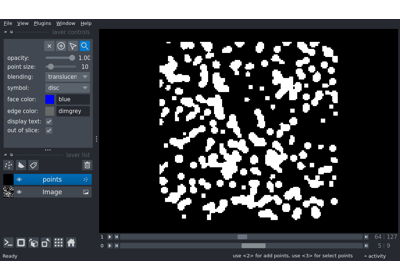 File View Plugins Window Help
layer controls
opacity: 1.00
point size: 10
blending: translucen
symbol: disc
face color: blue
edge color: dimgrey
display text:
out of slice:
layer list
points
Image
1 64 127
0 5 9
Ready use <2> for add points, use <3> for select points activity